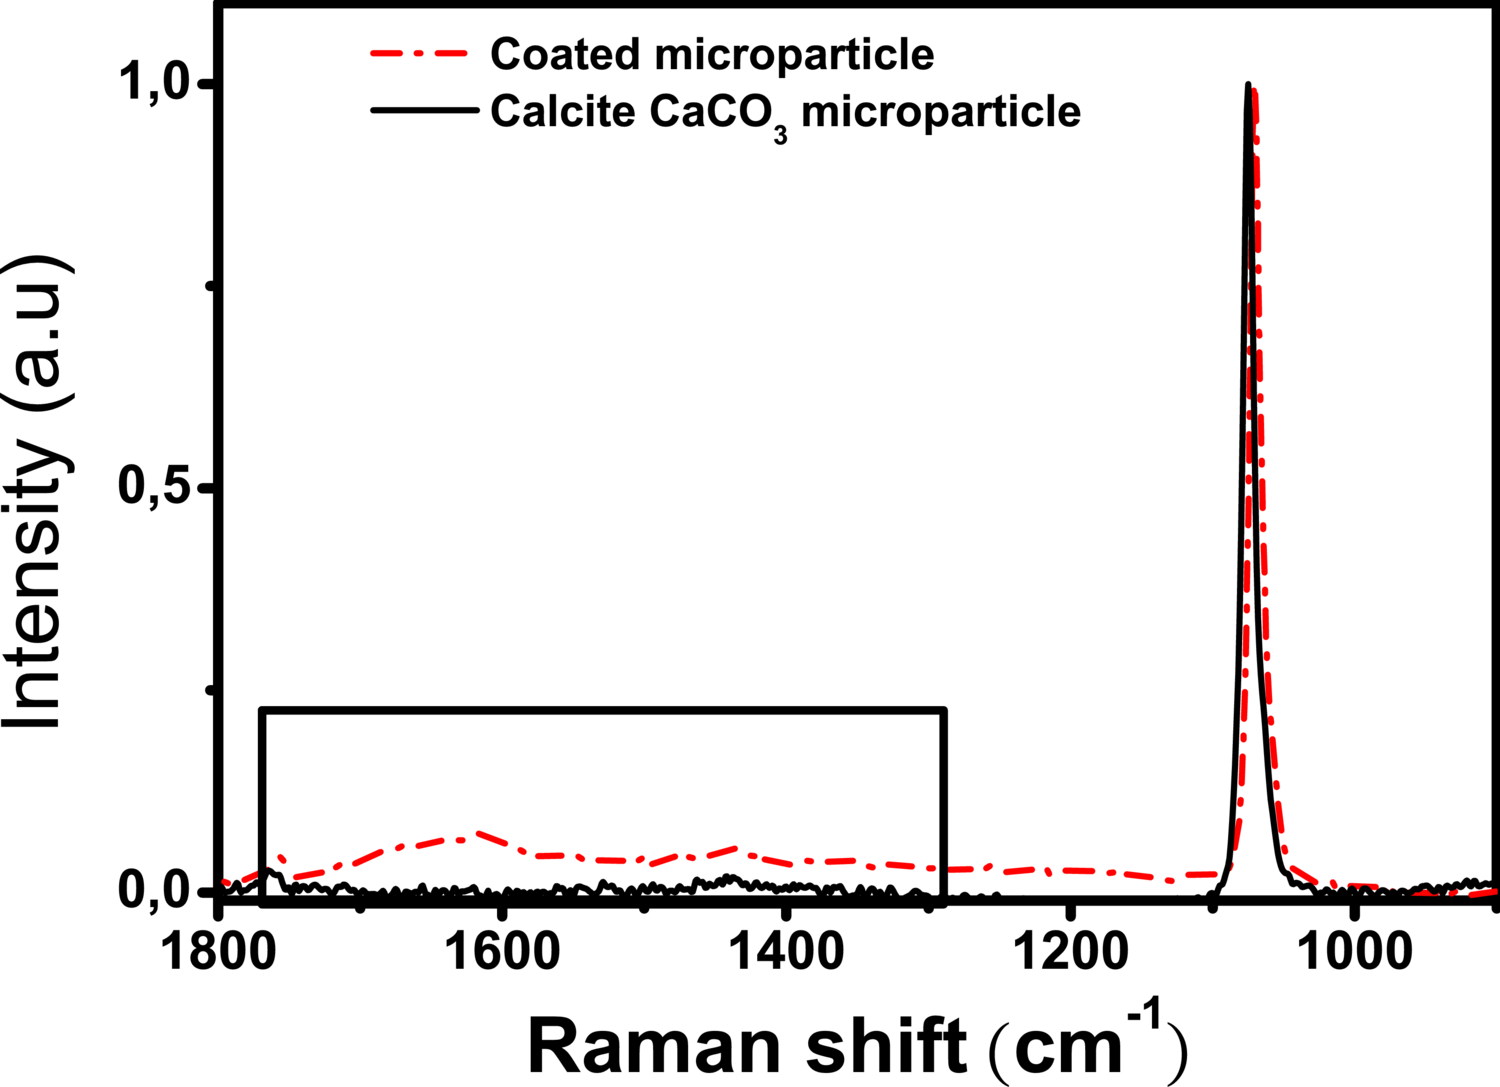 Coated microparticle
Calcite CaCO₃ microparticle
1,0
0,5
0,0
Intensity (a.u)
1800 1600 1400 1200 1000
Raman shift (cm⁻¹)